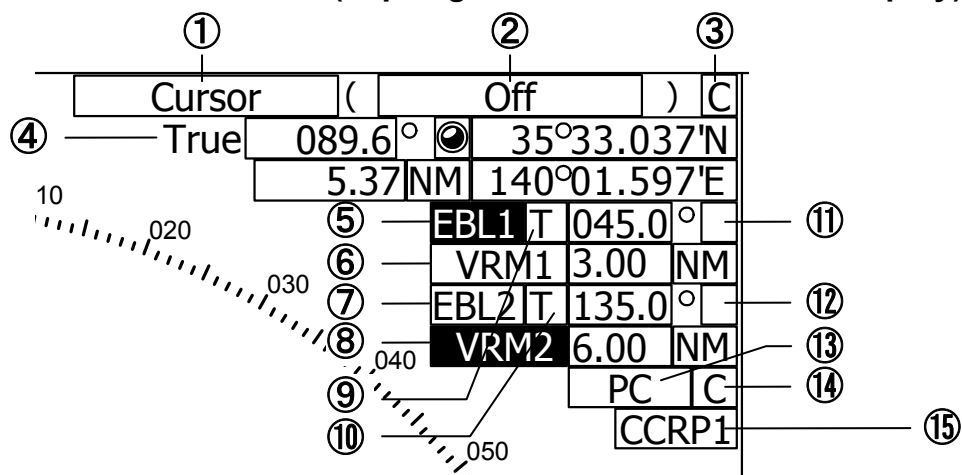 ① ② ③
Cursor ( Off ) C
④ True 089.6 ° 35°33.037'N
5.37 NM 140°01.597'E
10
020
030
040
050
⑤ EBL1 T 045.0 ° ⑪
⑥ VRM1 3.00 NM
⑦ EBL2 T 135.0 ° ⑫
⑧ VRM2 6.00 NM ⑬
⑨ PC C ⑭
⑩ CCRP1 ⑮